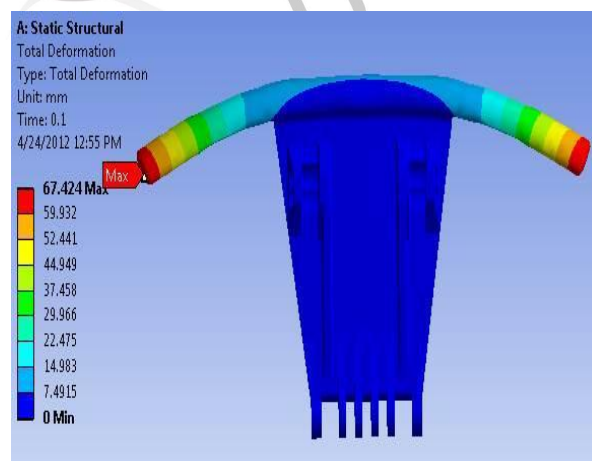 A: Static Structural
Total Deformation
Type: Total Deformation
Unit: mm
Time: 0.1
4/24/2012 12:55 PM
Max
67.424 Max
59.932
52.441
44.949
37.458
29.966
22.475
14.983
7.4915
0 Min